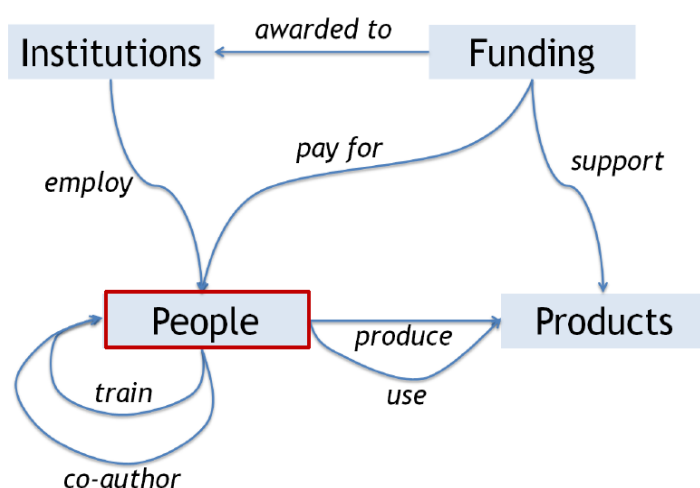 awarded to
Institutions
Funding
pay for
support
employ
People
Products
produce
train
use
co-author